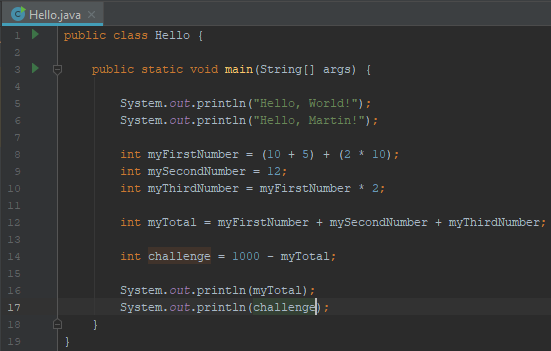 Hello.java
1 public class Hello {
2
3 public static void main(String[] args) {
4
5 System.out.println("Hello, World!");
6 System.out.println("Hello, Martin!");
7
8 int myFirstNumber = (10 + 5) + (2 * 10);
9 int mySecondNumber = 12;
10 int myThirdNumber = myFirstNumber * 2;
11
12 int myTotal = myFirstNumber + mySecondNumber + myThirdNumber;
13
14 int challenge = 1000 - myTotal;
15
16 System.out.println(myTotal);
17 System.out.println(challenge);
18 }
19 }